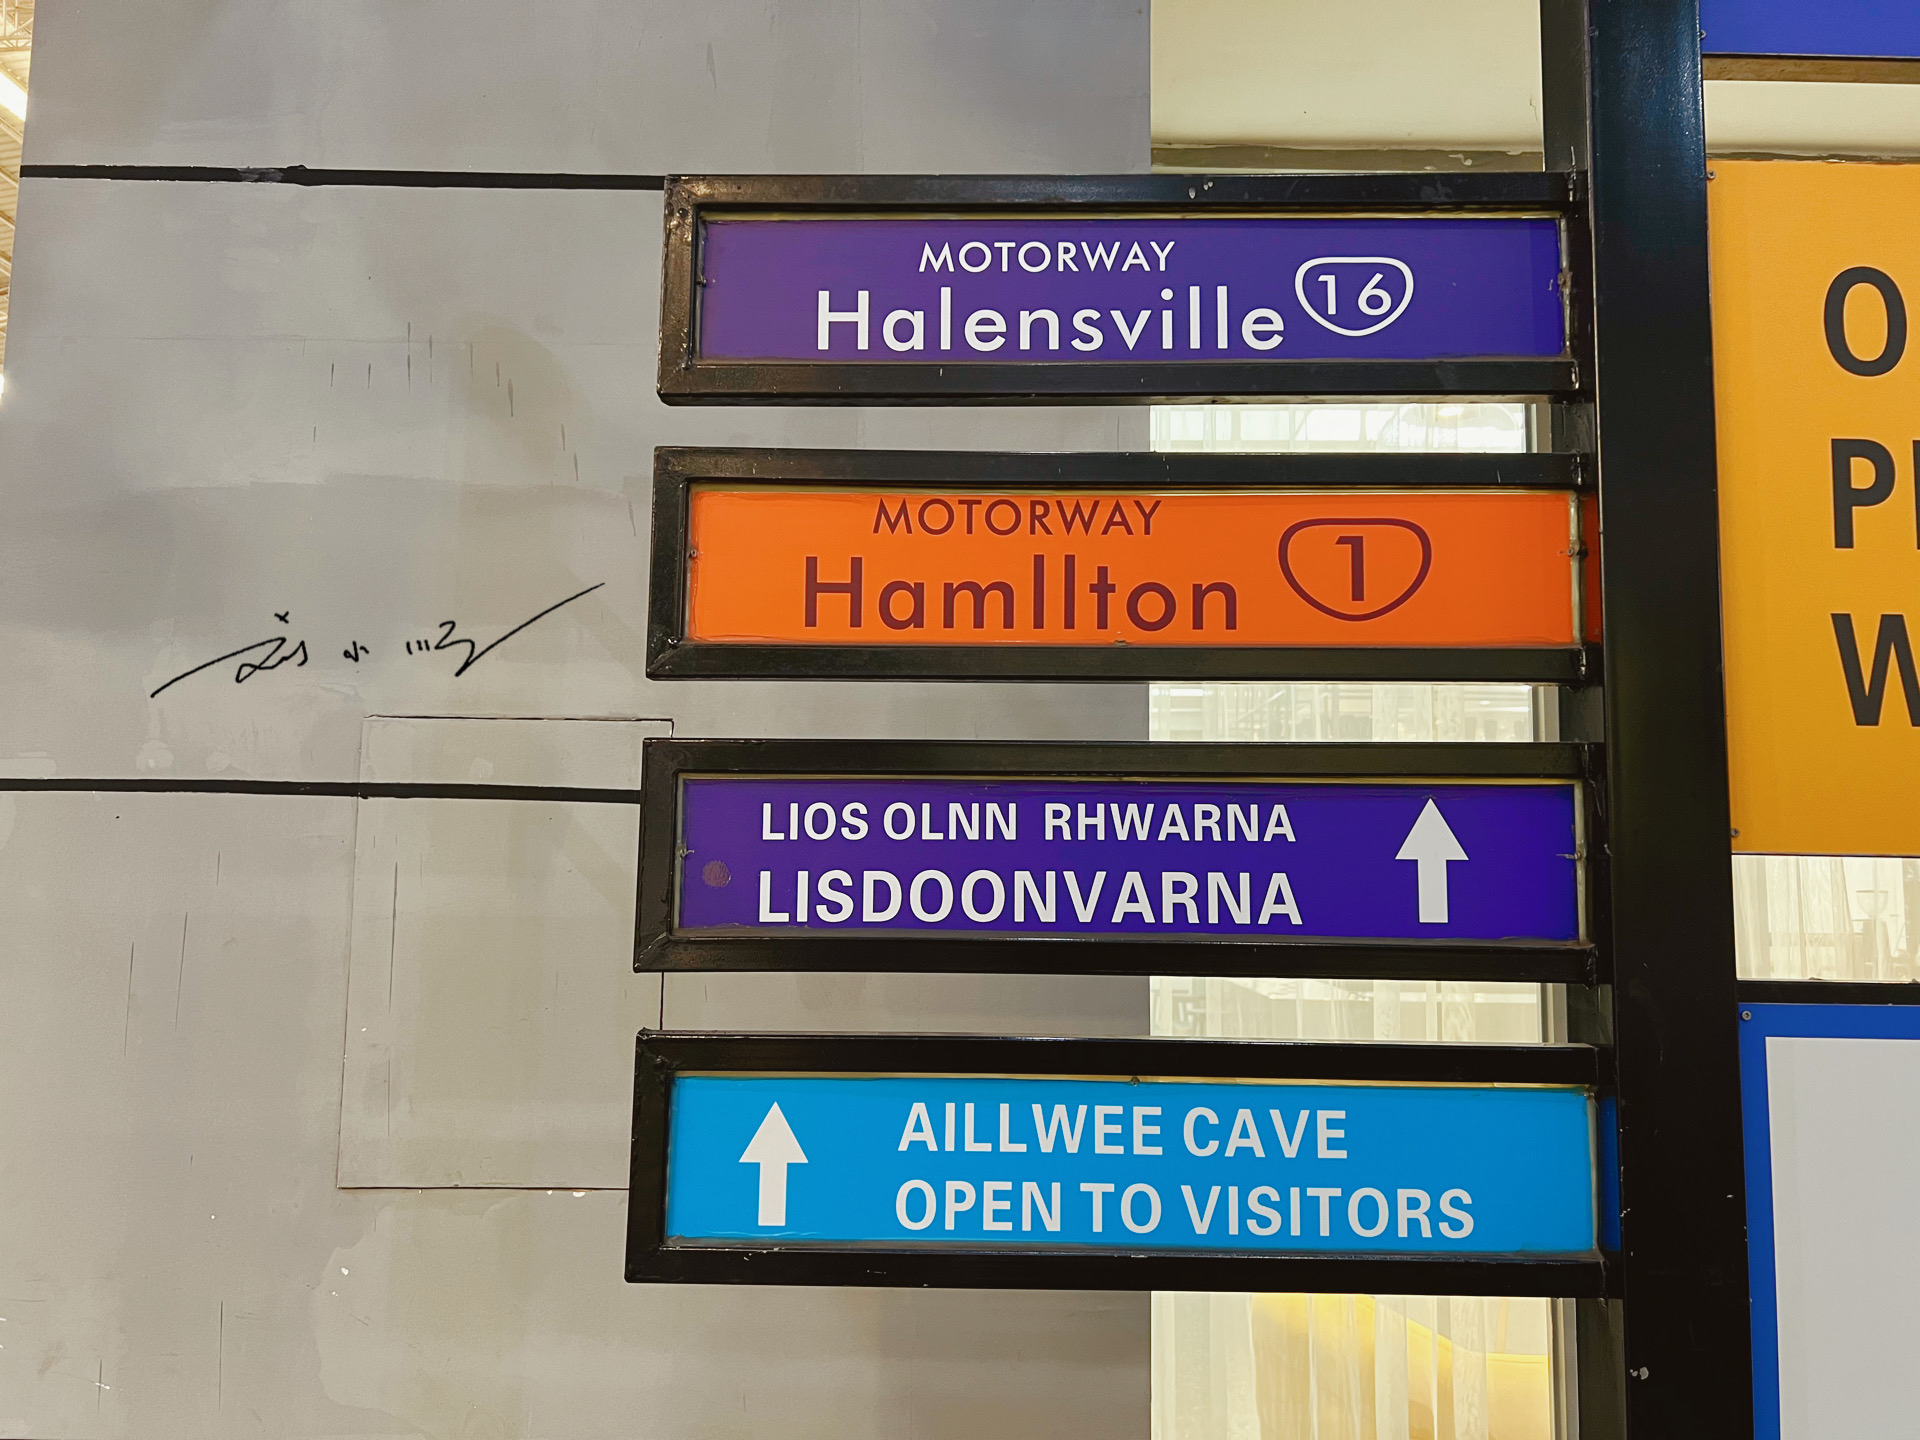 MOTORWAY
Halensville 16
MOTORWAY
Hamllton 1
LIOS OLNN RHWARNA
LISDOONVARNA
AILLWEE CAVE
OPEN TO VISITORS
O
P
W